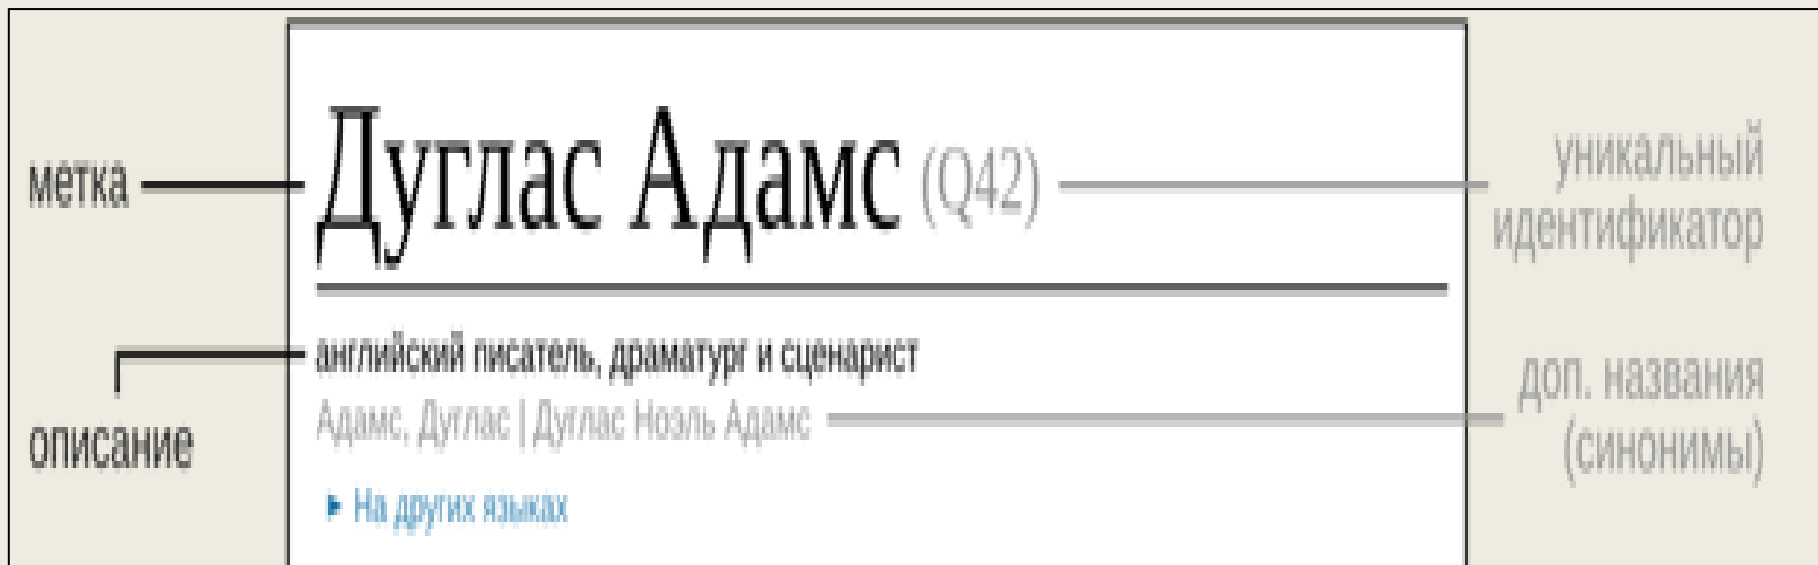 метка
Дуглас Адамс (Q42)
уникальный
идентификатор
английский писатель, драматург и сценарист
описание
Адамс, Дуглас | Дуглас Ноэль Адамс
доп. названия
(синонимы)
На других языках